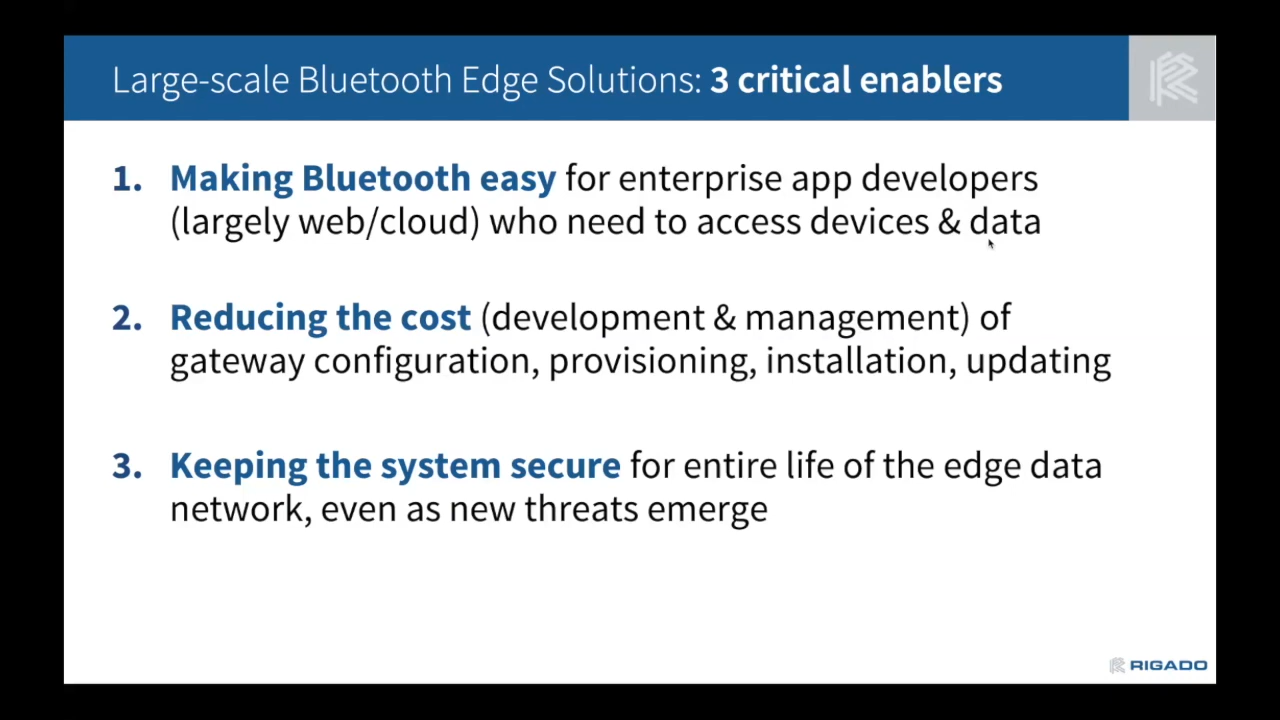 Large-scale Bluetooth Edge Solutions: 3 critical enablers
1. Making Bluetooth easy for enterprise app developers
(largely web/cloud) who need to access devices & data
2. Reducing the cost (development & management) of
gateway configuration, provisioning, installation, updating
3. Keeping the system secure for entire life of the edge data
network, even as new threats emerge
RIGADO